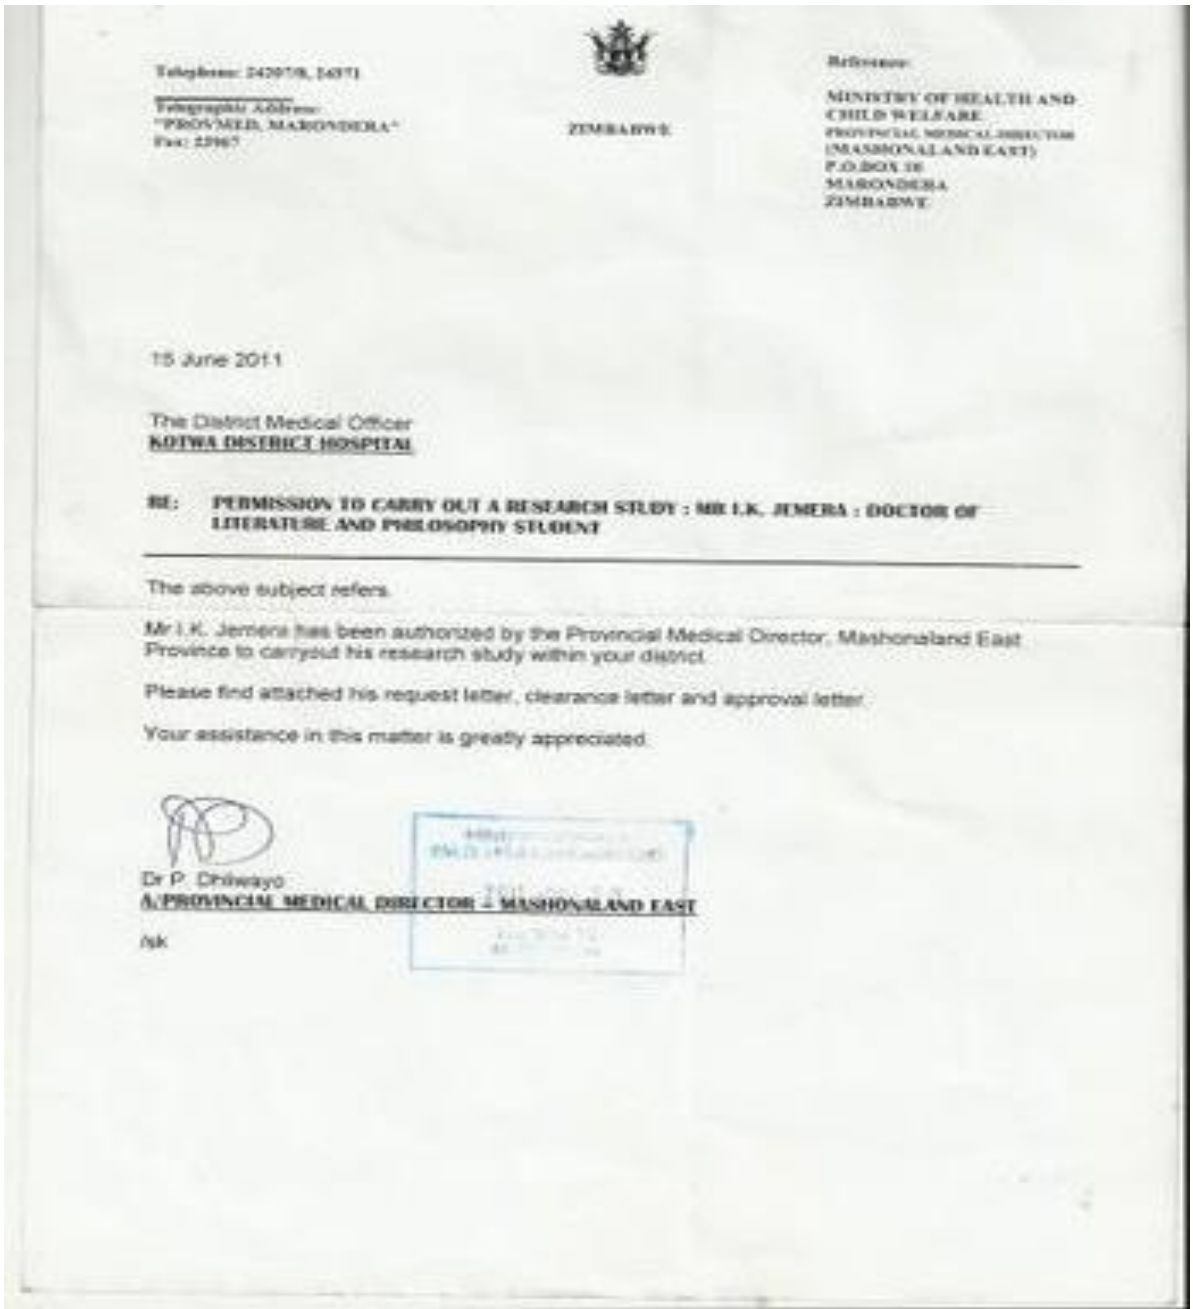 Telephone: 24207/8, 24971
Telegraphic Address:
"PROVMED, MARONDERA"
Fax: 23967
ZIMBABWE
Reference:
MINISTRY OF HEALTH AND
CHILD WELFARE
PROVINCIAL MEDICAL DIRECTOR
(MASHONALAND EAST)
P.O.BOX 10
MARONDERA
ZIMBABWE
15 June 2011
The District Medical Officer
KOTWA DISTRICT HOSPITAL
RE: PERMISSION TO CARRY OUT A RESEARCH STUDY : MR I.K. JEMERA : DOCTOR OF
LITERATURE AND PHILOSOPHY STUDENT
The above subject refers.
Mr I.K. Jemera has been authorized by the Provincial Medical Director, Mashonaland East
Province to carryout his research study within your district.
Please find attached his request letter, clearance letter and approval letter.
Your assistance in this matter is greatly appreciated.
Dr P. Dhliwayo
A/PROVINCIAL MEDICAL DIRECTOR – MASHONALAND EAST
/sk